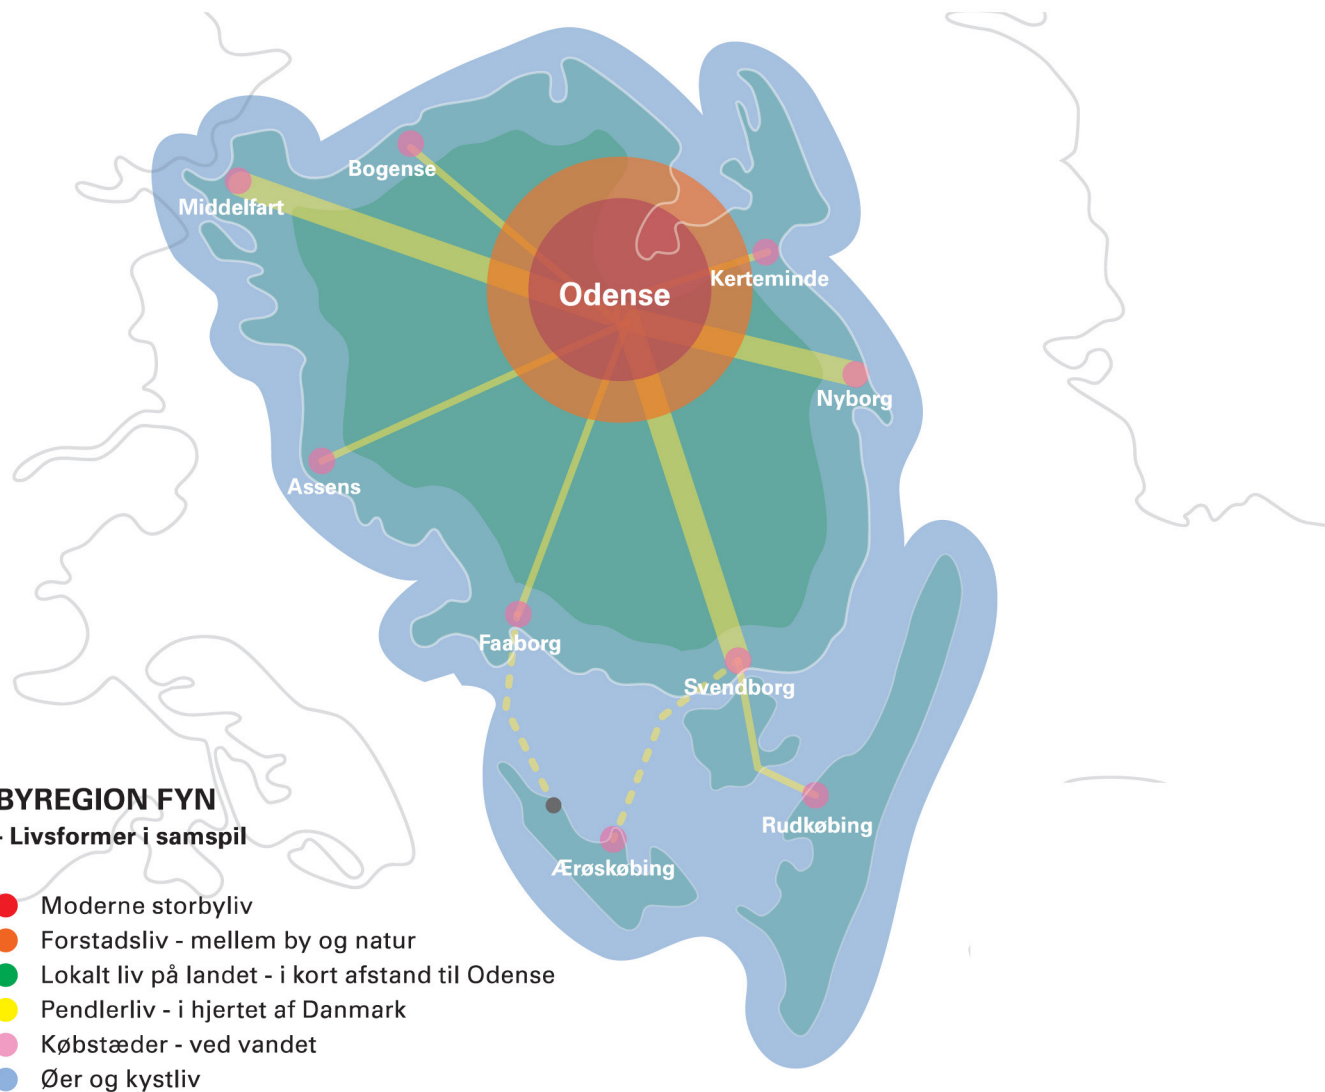 Bogense
Middelfart
Kerteminde
Odense
Nyborg
Assens
Faaborg
Svendborg
Rudkøbing
Ærøskøbing
BYREGION FYN
- Livsformer i samspil
Moderne storbyliv
Forstadsliv - mellem by og natur
Lokalt liv på landet - i kort afstand til Odense
Pendlerliv - i hjertet af Danmark
Købstæder - ved vandet
Øer og kystliv